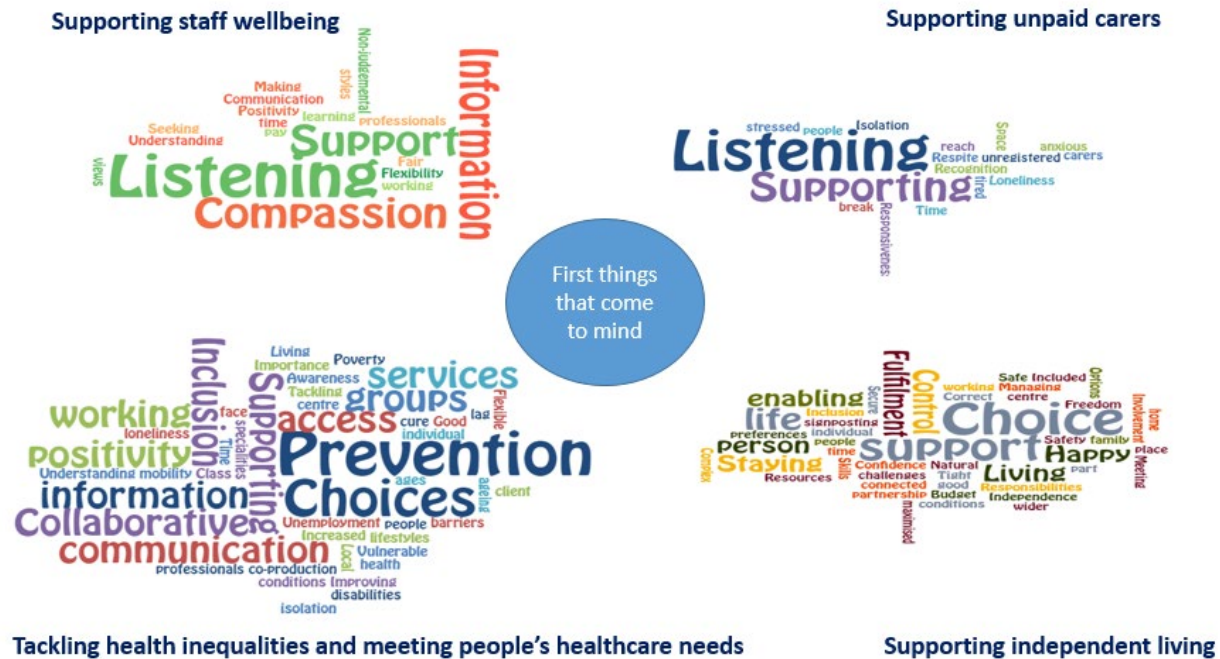 Supporting staff wellbeing
Non-judgemental
styles
Information
Making
Communication
Positivity
time
learning
professionals
pay
Seeking
Understanding
Support
views
Listening
Fair
Flexibility
working
Compassion
Supporting unpaid carers
stressed
people
Isolation
Space
Listening
reach
anxious
Respite
unregistered
carers
Recognition
Supporting
tired
Loneliness
break
Time
Responsivenes
First things
that come
to mind
Inclusion
Living
Poverty
Importance
Awareness
services
Supporting
Tackling
centre
groups
Flexible
working
face
access
cure
Good
lag
loneliness
specialities
individual
Time
positivity
Prevention
Understanding
mobility
Class
ages
information
Choices
ageing
client
Collaborative
Unemployment
people
barriers
Increased
lifestyles
communication
Local
Vulnerable
health
professionals
co-production
conditions
Improving
disabilities
isolation
Tackling health inequalities and meeting people's healthcare needs
Fulfilment
Control
working
Safe
Included
Options
Managing
Correct
centre
enabling
Secure
Choice
Freedom
life
Inclusion
signposting
Involvement
home
preferences
individual
person
people
support
Safety
family
time
Happy
place
Complex
Staying
Skills
Confidence
Natural
part
Meeting
Resources
challenges
Tight
Living
connected
good
Responsibilities
partnership
Budget
Independence
maximised
conditions
wider
Supporting independent living